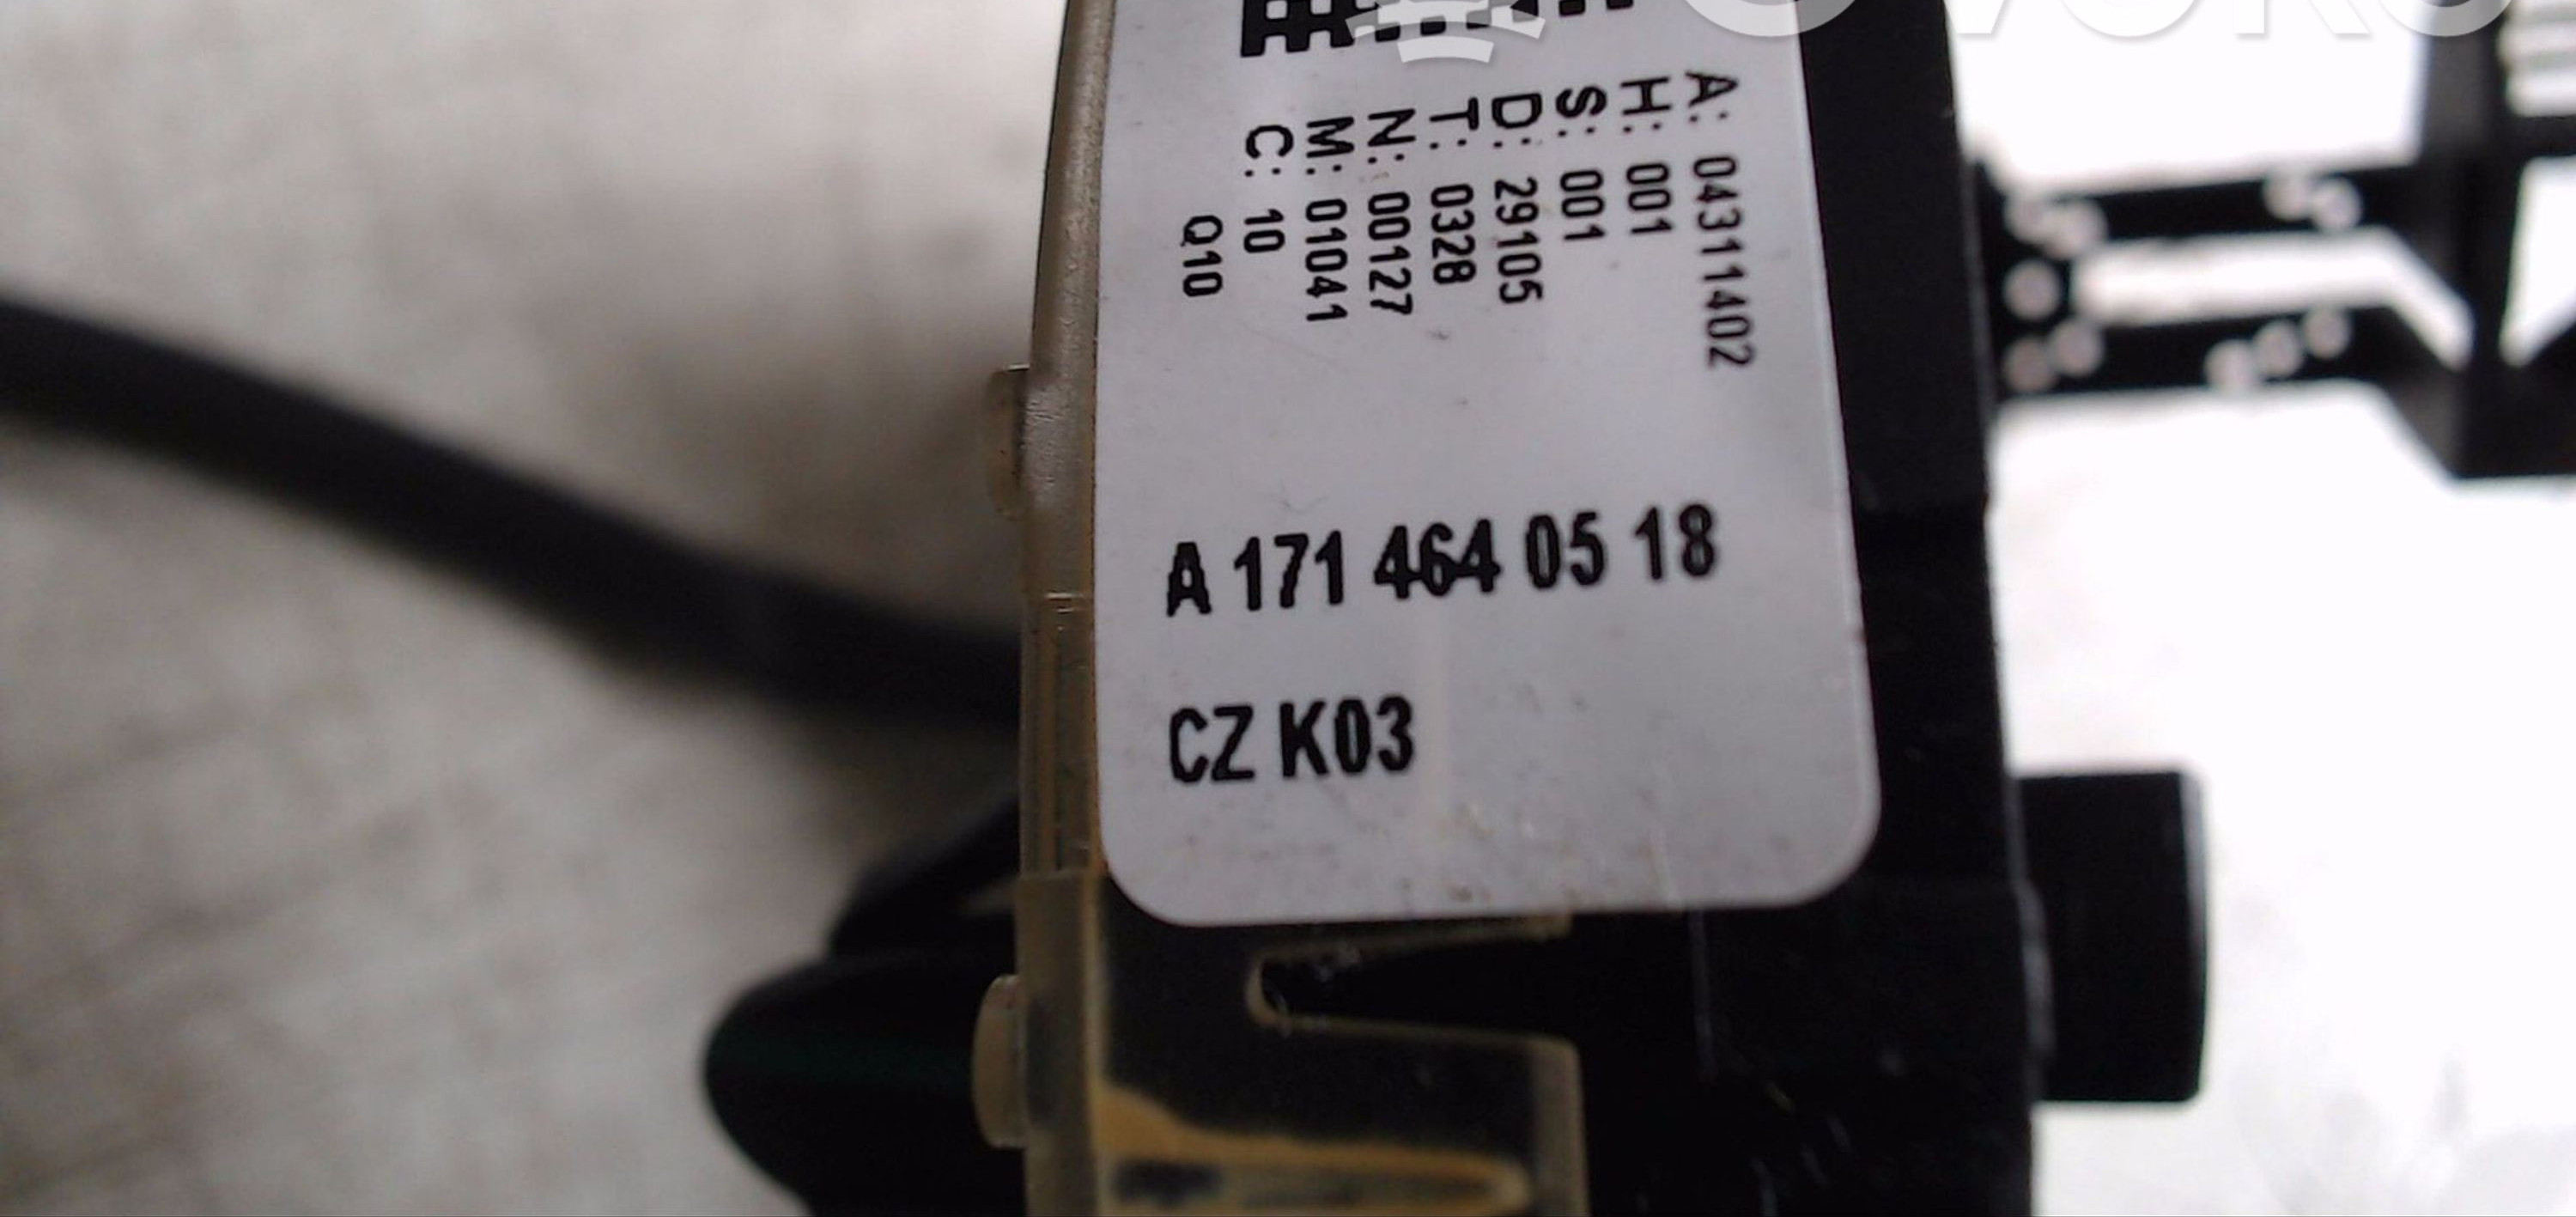 A: 04311402
H: 001
S: 001
D: 29105
T: 0328
N: 00127
M: 01041
C: 10
Q10
A 171 464 05 18
CZ K03